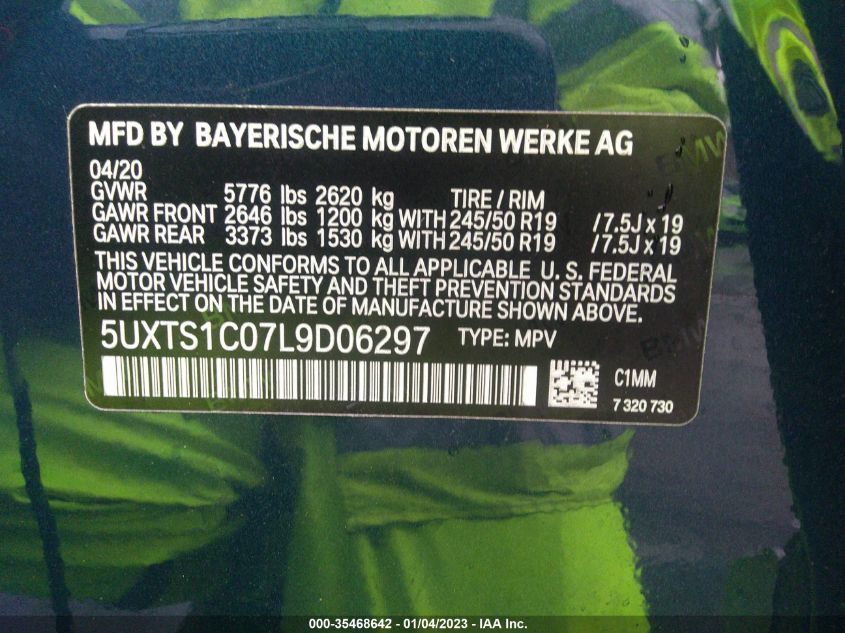 MFD BY BAYERISCHE MOTOREN WERKE AG
04/20
GVWR 5776 lbs 2620 kg TIRE / RIM
GAWR FRONT 2646 lbs 1200 kg WITH 245/50 R19 /7.5J x 19
GAWR REAR 3373 lbs 1530 kg WITH 245/50 R19 /7.5J x 19
THIS VEHICLE CONFORMS TO ALL APPLICABLE U. S. FEDERAL
MOTOR VEHICLE SAFETY AND THEFT PREVENTION STANDARDS
IN EFFECT ON THE DATE OF MANUFACTURE SHOWN ABOVE.
5UXTS1C07L9D06297 TYPE: MPV
C1MM
7 320 730
000-35468642 - 01/04/2023 - IAA Inc.